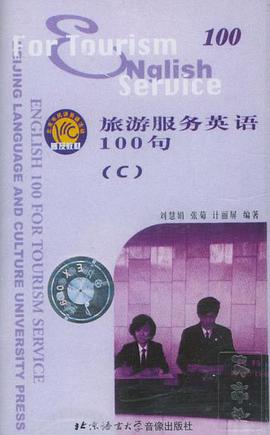 For Tourism
English
Service
100
旅游服务英语
100句
(C)
刘慧娟 张菊 计丽屏 编著
ENGLISH 100 FOR TOURISM SERVICE
BEIJING LANGUAGE AND CULTURE UNIVERSITY PRESS
北京语言大学音像出版社